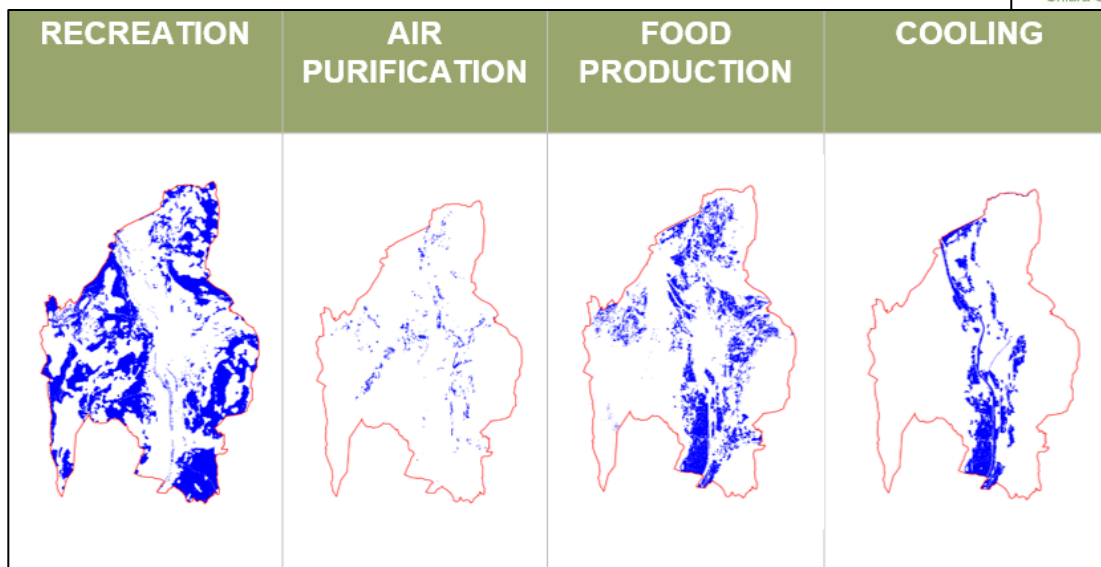 RECREATION
AIR
PURIFICATION
FOOD
PRODUCTION
COOLING